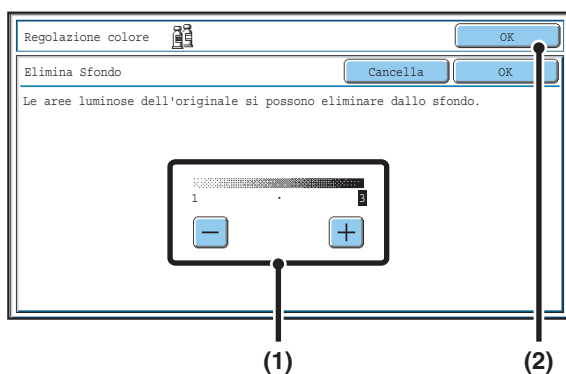 Regolazione colore OK
Elimina Sfondo Cancella OK
Le aree luminose dell'originale si possono eliminare dallo sfondo.
1 · 3
− +
(1) (2)